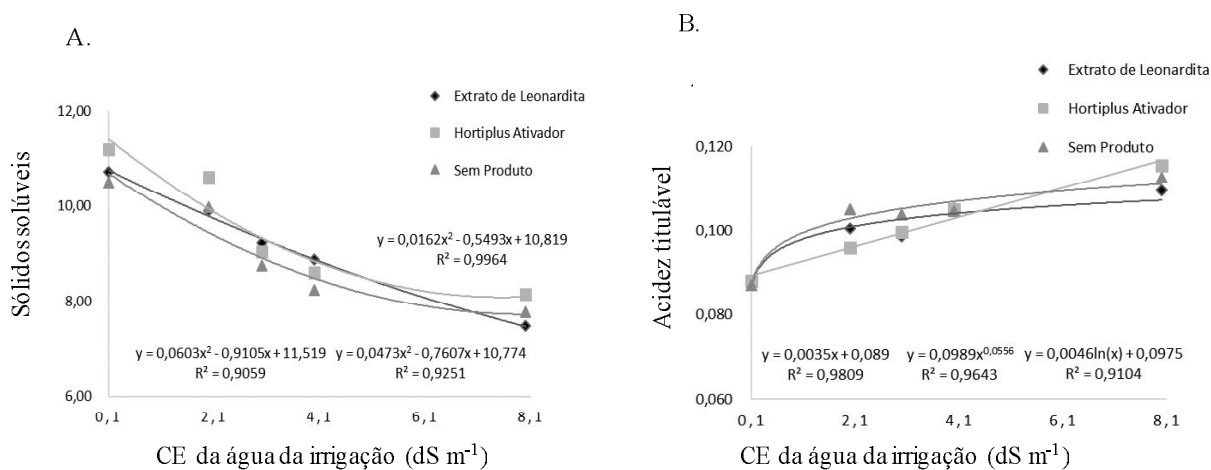 A.
Sólidos solúveis
12,00
10,00
8,00
6,00
Extrato de Leonardita
Hortiplus Ativador
Sem Produto
y = 0,0162x² - 0,5493x + 10,819
R² = 0,9964
y = 0,0603x² - 0,9105x + 11,519
R² = 0,9059
y = 0,0473x² - 0,7607x + 10,774
R² = 0,9251
0,1 2,1 4,1 6,1 8,1
CE da água da irrigação (dS m⁻¹)
B.
Acidez titulável
0,120
0,100
0,080
0,060
Extrato de Leonardita
Hortiplus Ativador
Sem Produto
y = 0,0035x + 0,089
R² = 0,9809
y = 0,0989x^0,0556
R² = 0,9643
y = 0,0046ln(x) + 0,0975
R² = 0,9104
0,1 2,1 4,1 6,1 8,1
CE da água da irrigação (dS m⁻¹)